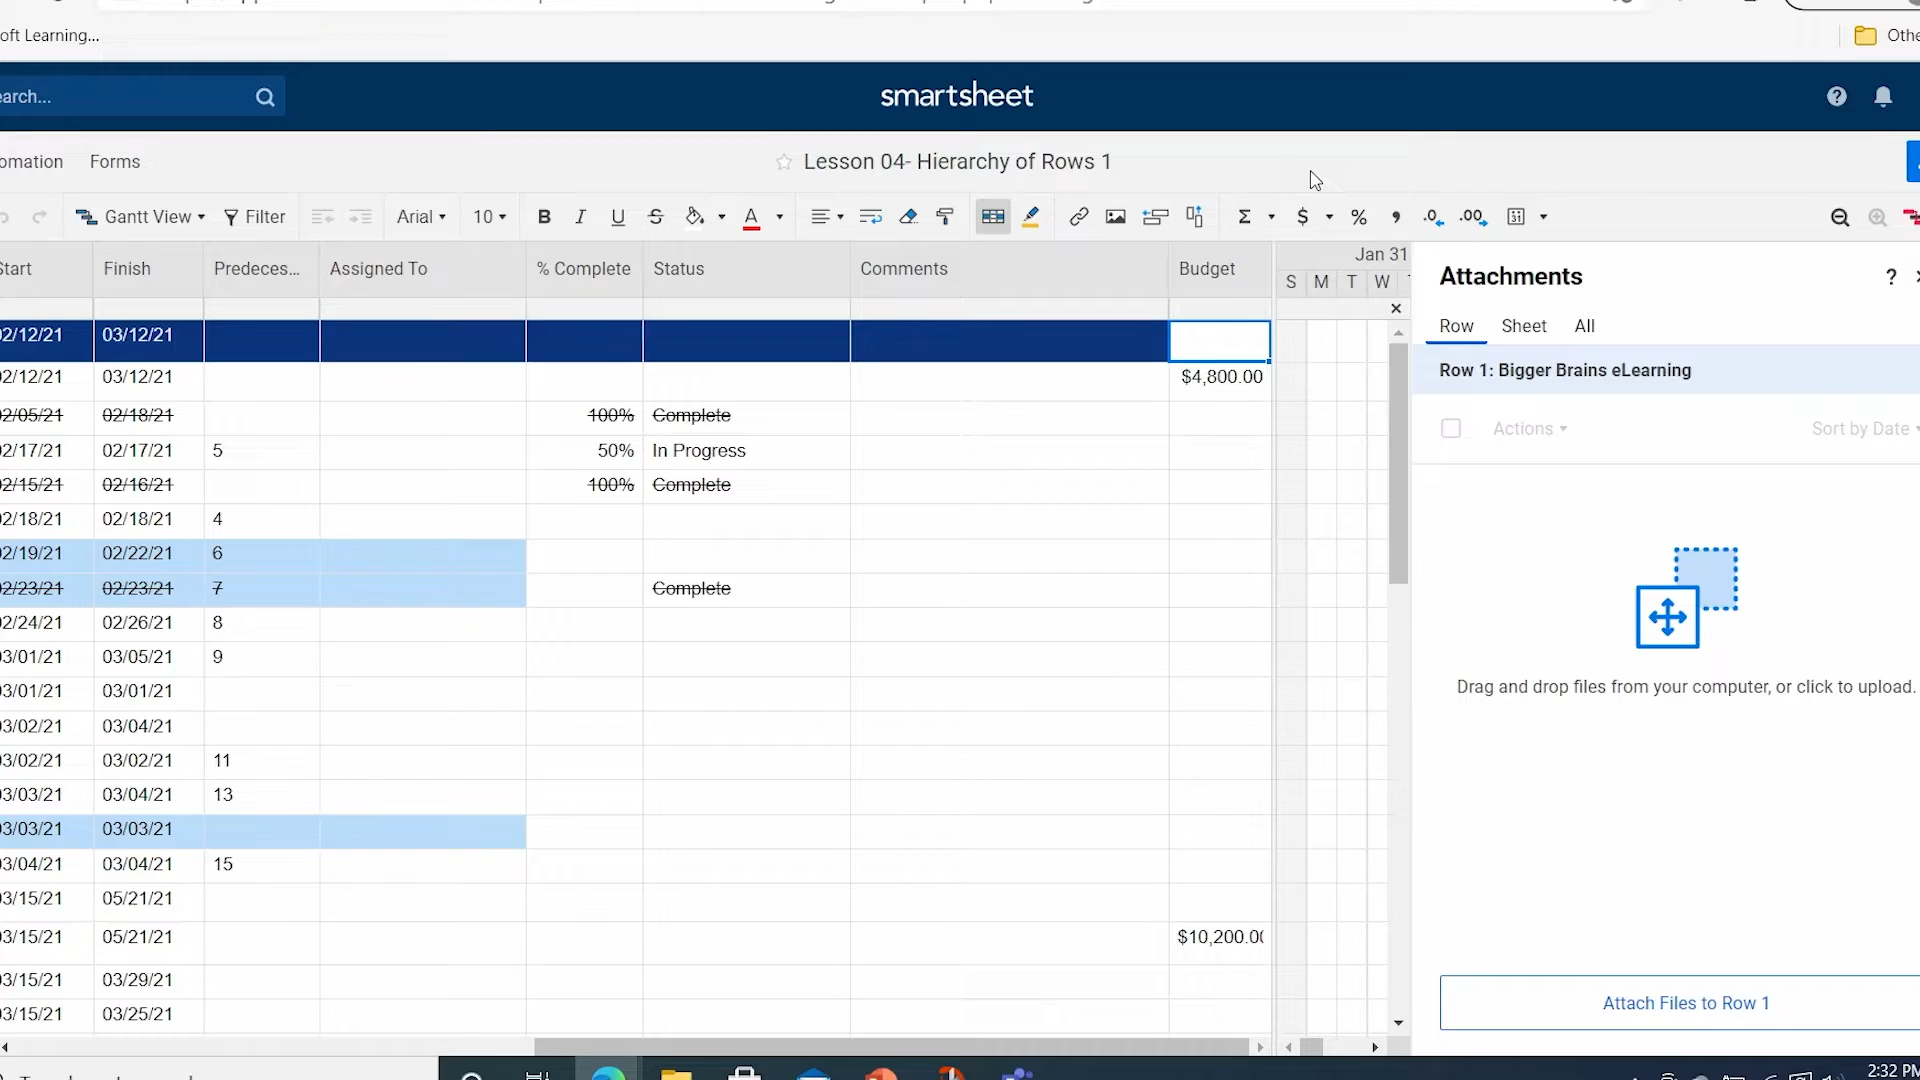 oft Learning...
Othe
earch...
smartsheet
omation Forms
Lesson 04- Hierarchy of Rows 1
Gantt View Filter Arial 10 B I U S A Σ $ % , .0 .00
Start Finish Predeces... Assigned To % Complete Status Comments Budget
Jan 31
S M T W
02/12/21 03/12/21
02/12/21 03/12/21 $4,800.00
02/05/21 02/18/21 100% Complete
02/17/21 02/17/21 5 50% In Progress
02/15/21 02/16/21 100% Complete
02/18/21 02/18/21 4
02/19/21 02/22/21 6
02/23/21 02/23/21 7 Complete
02/24/21 02/26/21 8
03/01/21 03/05/21 9
03/01/21 03/01/21
03/02/21 03/04/21
03/02/21 03/02/21 11
03/03/21 03/04/21 13
03/03/21 03/03/21
03/04/21 03/04/21 15
03/15/21 05/21/21
03/15/21 05/21/21 $10,200.00
03/15/21 03/29/21
03/15/21 03/25/21
Attachments
?
Row Sheet All
Row 1: Bigger Brains eLearning
Actions Sort by Date
Drag and drop files from your computer, or click to upload.
Attach Files to Row 1
2:32 PM